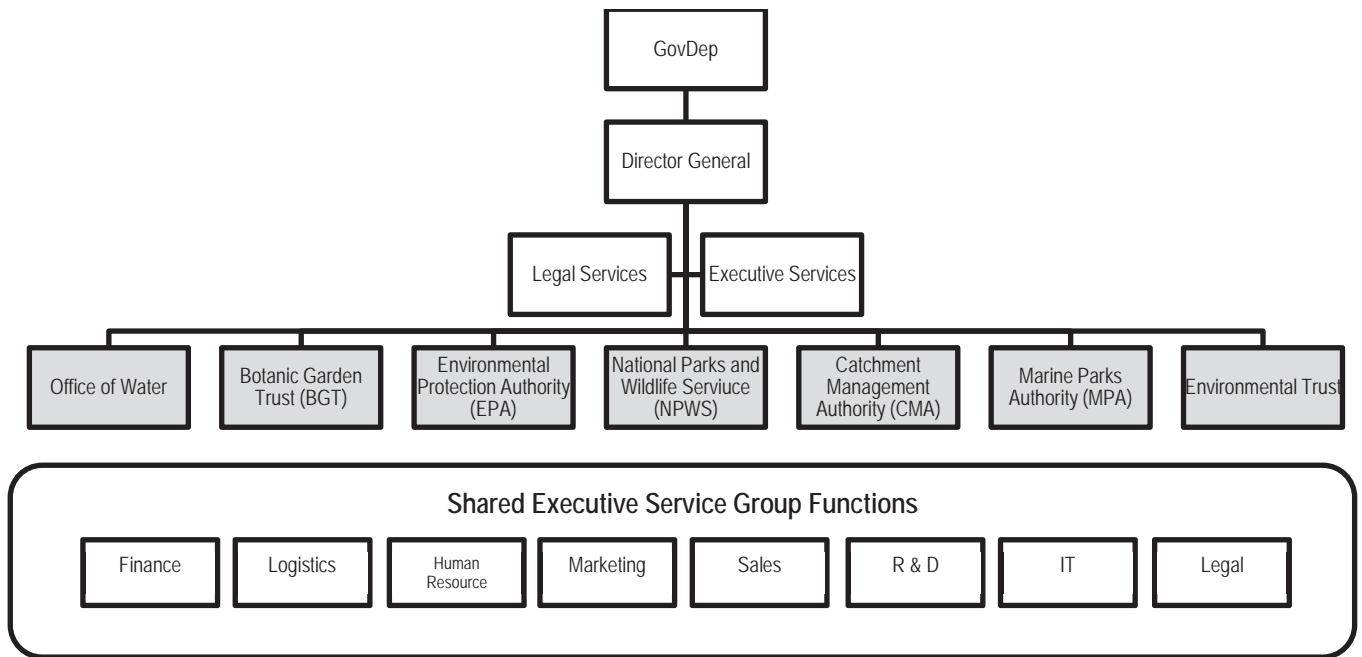 GovDep
Director General
Legal Services
Executive Services
Office of Water
Botanic Garden
Trust (BGT)
Environmental
Protection Authority
(EPA)
National Parks and
Wildlife Serviuce
(NPWS)
Catchment
Management
Authority (CMA)
Marine Parks
Authority (MPA)
Environmental Trust
Shared Executive Service Group Functions
Finance
Logistics
Human
Resource
Marketing
Sales
R & D
IT
Legal